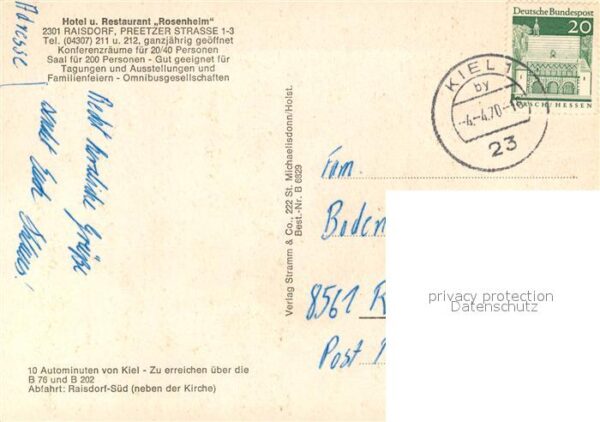 Hotel u. Restaurant „Rosenheim"
2301 RAISDORF, PREETZER STRASSE 1-3
Tel. (04307) 211 u. 212, ganzjährig geöffnet
Konferenzräume für 20/40 Personen
Saal für 200 Personen - Gut geeignet für
Tagungen und Ausstellungen und
Familienfeiern - Omnibusgesellschaften
Adresse
Recht herzliche Grüße
10 Autominuten von Kiel - Zu erreichen über die
B 76 und B 202
Abfahrt: Raisdorf-Süd (neben der Kirche)
Verlag Stramm & Co., 222 St. Michaelisdonn/Holst.
Best.-Nr. B 6829
Deutsche Bundespost
20
LORSCH/HESSEN
KIEL 1
by
-4.-4.70-18
23
Fam.
Boden
8561 R
Post
privacy protection
Datenschutz